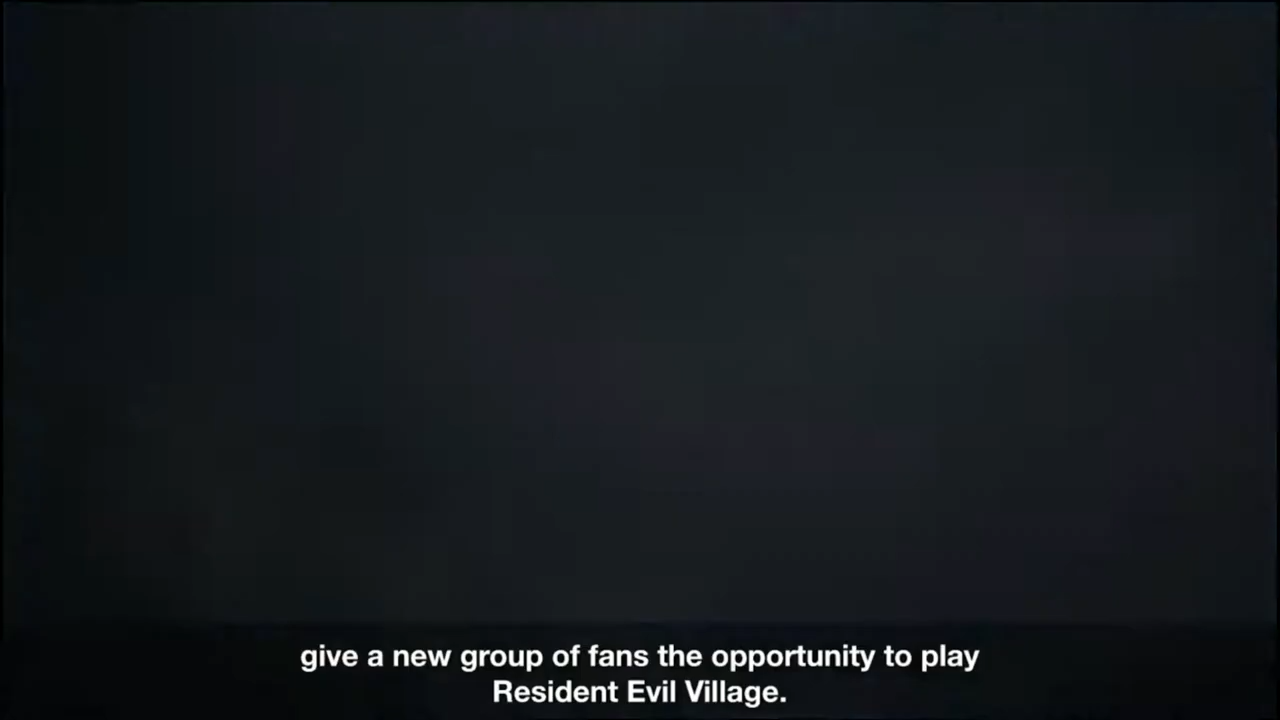 give a new group of fans the opportunity to play
Resident Evil Village.